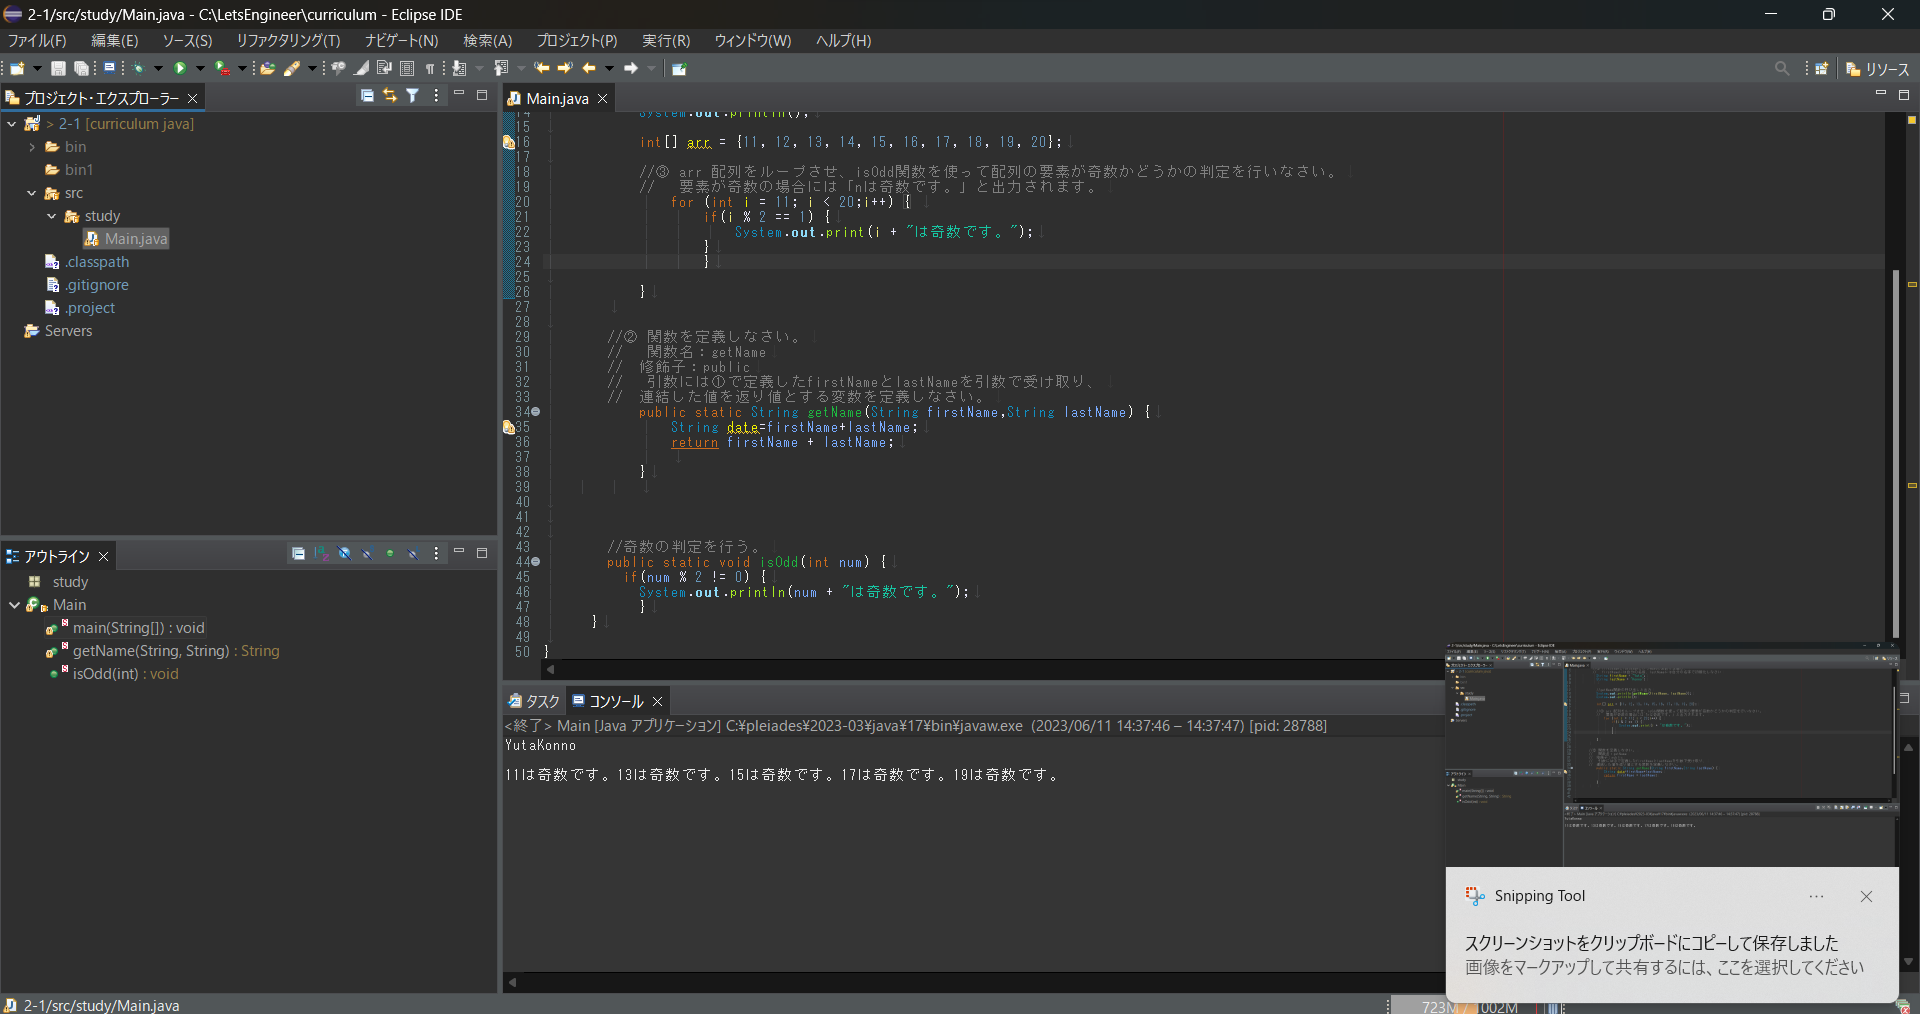 2-1/src/study/Main.java - C:\LetsEngineer\curriculum - Eclipse IDE
ファイル(F) 編集(E) ソース(S) リファクタリング(T) ナビゲート(N) 検索(A) プロジェクト(P) 実行(R) ウィンドウ(W) ヘルプ(H)
リソース
プロジェクト・エクスプローラー
> 2-1 [curriculum java]
bin
bin1
src
study
Main.java
.classpath
.gitignore
.project
Servers
アウトライン
study
Main
main(String[]) : void
getName(String, String) : String
isOdd(int) : void
Main.java
14 System.out.println();
15
16 int[] arr = {11, 12, 13, 14, 15, 16, 17, 18, 19, 20};
17
18 //③ arr 配列をループさせ、isOdd関数を使って配列の要素が奇数かどうかの判定を行いなさい。
19 // 要素が奇数の場合には「nは奇数です。」と出力されます。
20 for (int i = 11; i < 20;i++) {
21 if(i % 2 == 1) {
22 System.out.print(i + "は奇数です。");
23 }
24 }
25
26 }
27
28
29 //② 関数を定義しなさい。
30 // 関数名：getName
31 // 修飾子：public
32 // 引数には①で定義したfirstNameとlastNameを引数で受け取り、
33 // 連結した値を返り値とする変数を定義しなさい。
34 public static String getName(String firstName,String lastName) {
35 String date=firstName+lastName;
36 return firstName + lastName;
37
38 }
39
40
41
42
43 //奇数の判定を行う。
44 public static void isOdd(int num) {
45 if(num % 2 != 0) {
46 System.out.println(num + "は奇数です。");
47 }
48 }
49
50 }
タスク コンソール
<終了> Main [Java アプリケーション] C:¥pleiades¥2023-03¥java¥17¥bin¥javaw.exe (2023/06/11 14:37:46 – 14:37:47) [pid: 28788]
YutaKonno
11は奇数です。13は奇数です。15は奇数です。17は奇数です。19は奇数です。
Snipping Tool
スクリーンショットをクリップボードにコピーして保存しました
画像をマークアップして共有するには、ここを選択してください
2-1/src/study/Main.java
723M / 002M